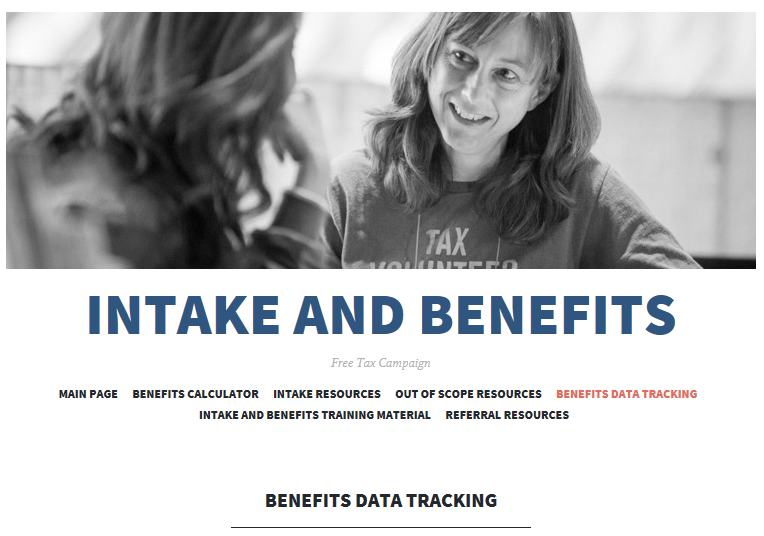 TAX
VOLUNTEER
INTAKE AND BENEFITS
Free Tax Campaign
MAIN PAGE BENEFITS CALCULATOR INTAKE RESOURCES OUT OF SCOPE RESOURCES BENEFITS DATA TRACKING
INTAKE AND BENEFITS TRAINING MATERIAL REFERRAL RESOURCES
BENEFITS DATA TRACKING